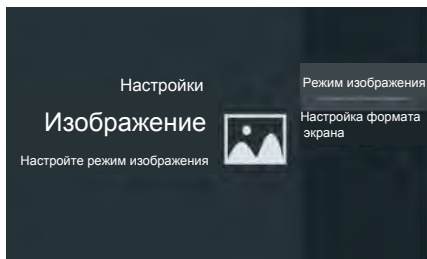 Настройки
Изображение
Настройте режим изображения
Режим изображения
Настройка формата
экрана